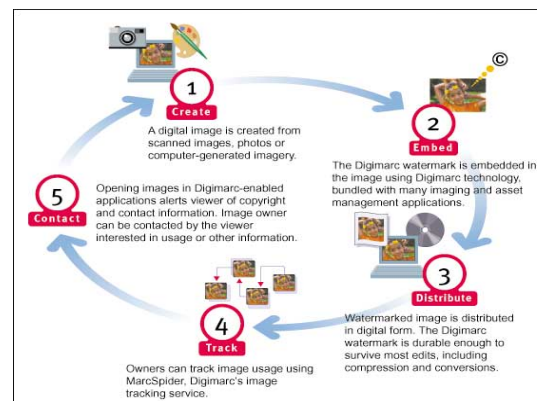 1
Create
A digital image is created from
scanned images, photos or
computer-generated imagery.
©
2
Embed
The Digimarc watermark is embedded in
the image using Digimarc technology,
bundled with many imaging and asset
management applications.
3
Distribute
Watermarked image is distributed
in digital form. The Digimarc
watermark is durable enough to
survive most edits, including
compression and conversions.
4
Track
Owners can track image usage using
MarcSpider, Digimarc's image
tracking service.
5
Contact
Opening images in Digimarc-enabled
applications alerts viewer of copyright
and contact information. Image owner
can be contacted by the viewer
interested in usage or other information.